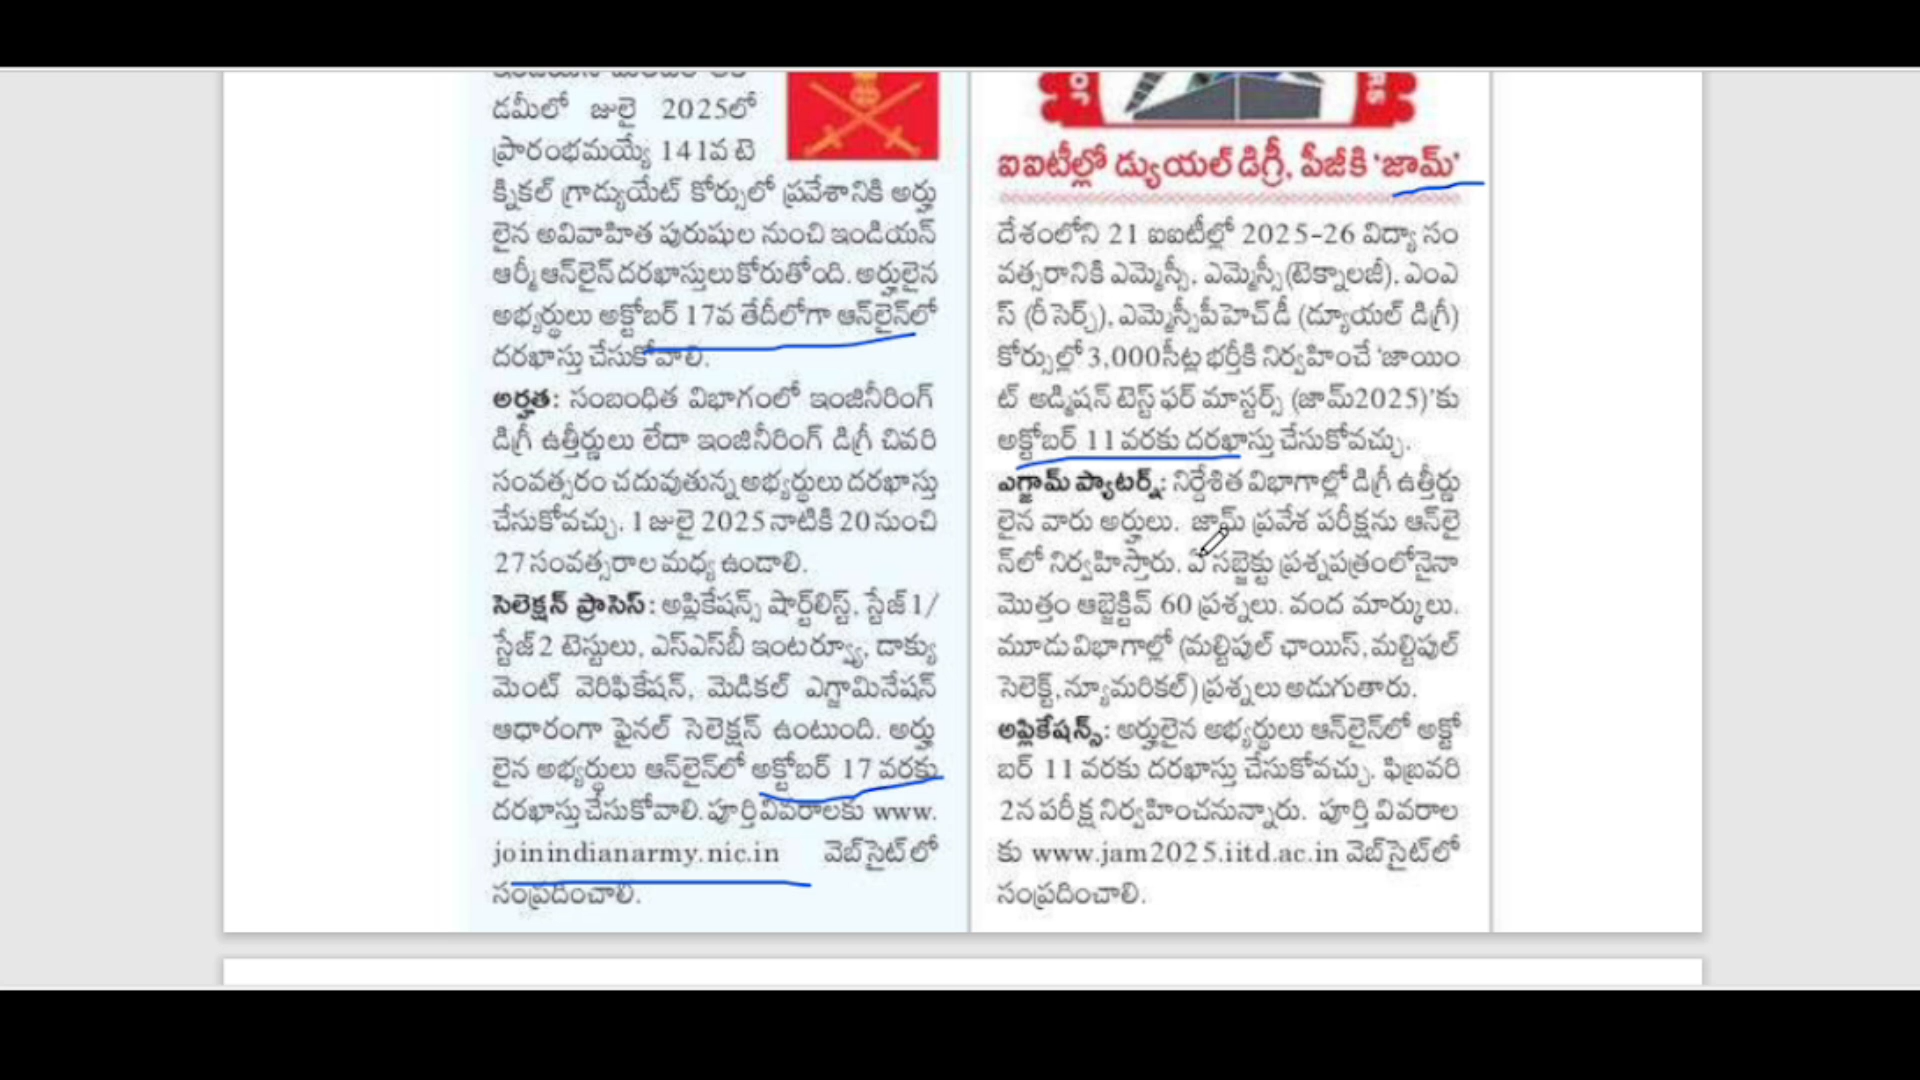 డమీలో జులై 2025లో
ప్రారంభమయ్యే 141వ టె
క్నికల్ గ్రాడ్యుయేట్ కోర్సులో ప్రవేశానికి అర్హు
లైన అవివాహిత పురుషుల నుంచి ఇండియన్
ఆర్మీ ఆన్‌లైన్ దరఖాస్తులు కోరుతోంది. అర్హులైన
అభ్యర్థులు అక్టోబర్ 17వ తేదీలోగా ఆన్‌లైన్‌లో
దరఖాస్తు చేసుకోవాలి.
అర్హత: సంబంధిత విభాగంలో ఇంజినీరింగ్
డిగ్రీ ఉత్తీర్ణులు లేదా ఇంజినీరింగ్ డిగ్రీ చివరి
సంవత్సరం చదువుతున్న అభ్యర్థులు దరఖాస్తు
చేసుకోవచ్చు. 1 జులై 2025 నాటికి 20 నుంచి
27 సంవత్సరాల మధ్య ఉండాలి.
సెలెక్షన్ ప్రాసెస్: అప్లికేషన్స్ షార్ట్‌లిస్ట్, స్టేజ్ 1/
స్టేజ్ 2 టెస్టులు, ఎస్ఎస్‌బీ ఇంటర్వ్యూ, డాక్యు
మెంట్ వెరిఫికేషన్, మెడికల్ ఎగ్జామినేషన్
ఆధారంగా ఫైనల్ సెలెక్షన్ ఉంటుంది. అర్హు
లైన అభ్యర్థులు ఆన్‌లైన్‌లో అక్టోబర్ 17 వరకు
దరఖాస్తు చేసుకోవాలి. పూర్తి వివరాలకు www.
joinindianarmy.nic.in వెబ్‌సైట్‌లో
సంప్రదించాలి.
JO RS
ఐఐటీల్లో డ్యుయల్ డిగ్రీ, పీజీకి ‘జామ్’
దేశంలోని 21 ఐఐటీల్లో 2025-26 విద్యా సం
వత్సరానికి ఎమ్మెస్సీ, ఎమ్మెస్సీ (టెక్నాలజీ), ఎంఎ
స్ (రీసెర్చ్), ఎమ్మెస్సీపీహెచ్‌డీ (డ్యూయల్ డిగ్రీ)
కోర్సుల్లో 3,000 సీట్ల భర్తీకి నిర్వహించే ‘జాయిం
ట్ అడ్మిషన్ టెస్ట్ ఫర్ మాస్టర్స్ (జామ్2025)’కు
అక్టోబర్ 11 వరకు దరఖాస్తు చేసుకోవచ్చు.
ఎగ్జామ్ ప్యాటర్న్: నిర్దేశిత విభాగాల్లో డిగ్రీ ఉత్తీర్ణు
లైన వారు అర్హులు. జామ్ ప్రవేశ పరీక్షను ఆన్‌లై
న్‌లో నిర్వహిస్తారు. ఏ సబ్జెక్టు ప్రశ్నపత్రంలోనైనా
మొత్తం ఆబ్జెక్టివ్ 60 ప్రశ్నలు. వంద మార్కులు.
మూడు విభాగాల్లో (మల్టిపుల్ ఛాయిస్, మల్టిపుల్
సెలెక్ట్, న్యూమరికల్) ప్రశ్నలు అడుగుతారు.
అప్లికేషన్స్: అర్హులైన అభ్యర్థులు ఆన్‌లైన్‌లో అక్టో
బర్ 11 వరకు దరఖాస్తు చేసుకోవచ్చు. ఫిబ్రవరి
2న పరీక్ష నిర్వహించనున్నారు. పూర్తి వివరాల
కు www.jam2025.iitd.ac.in వెబ్‌సైట్‌లో
సంప్రదించాలి.